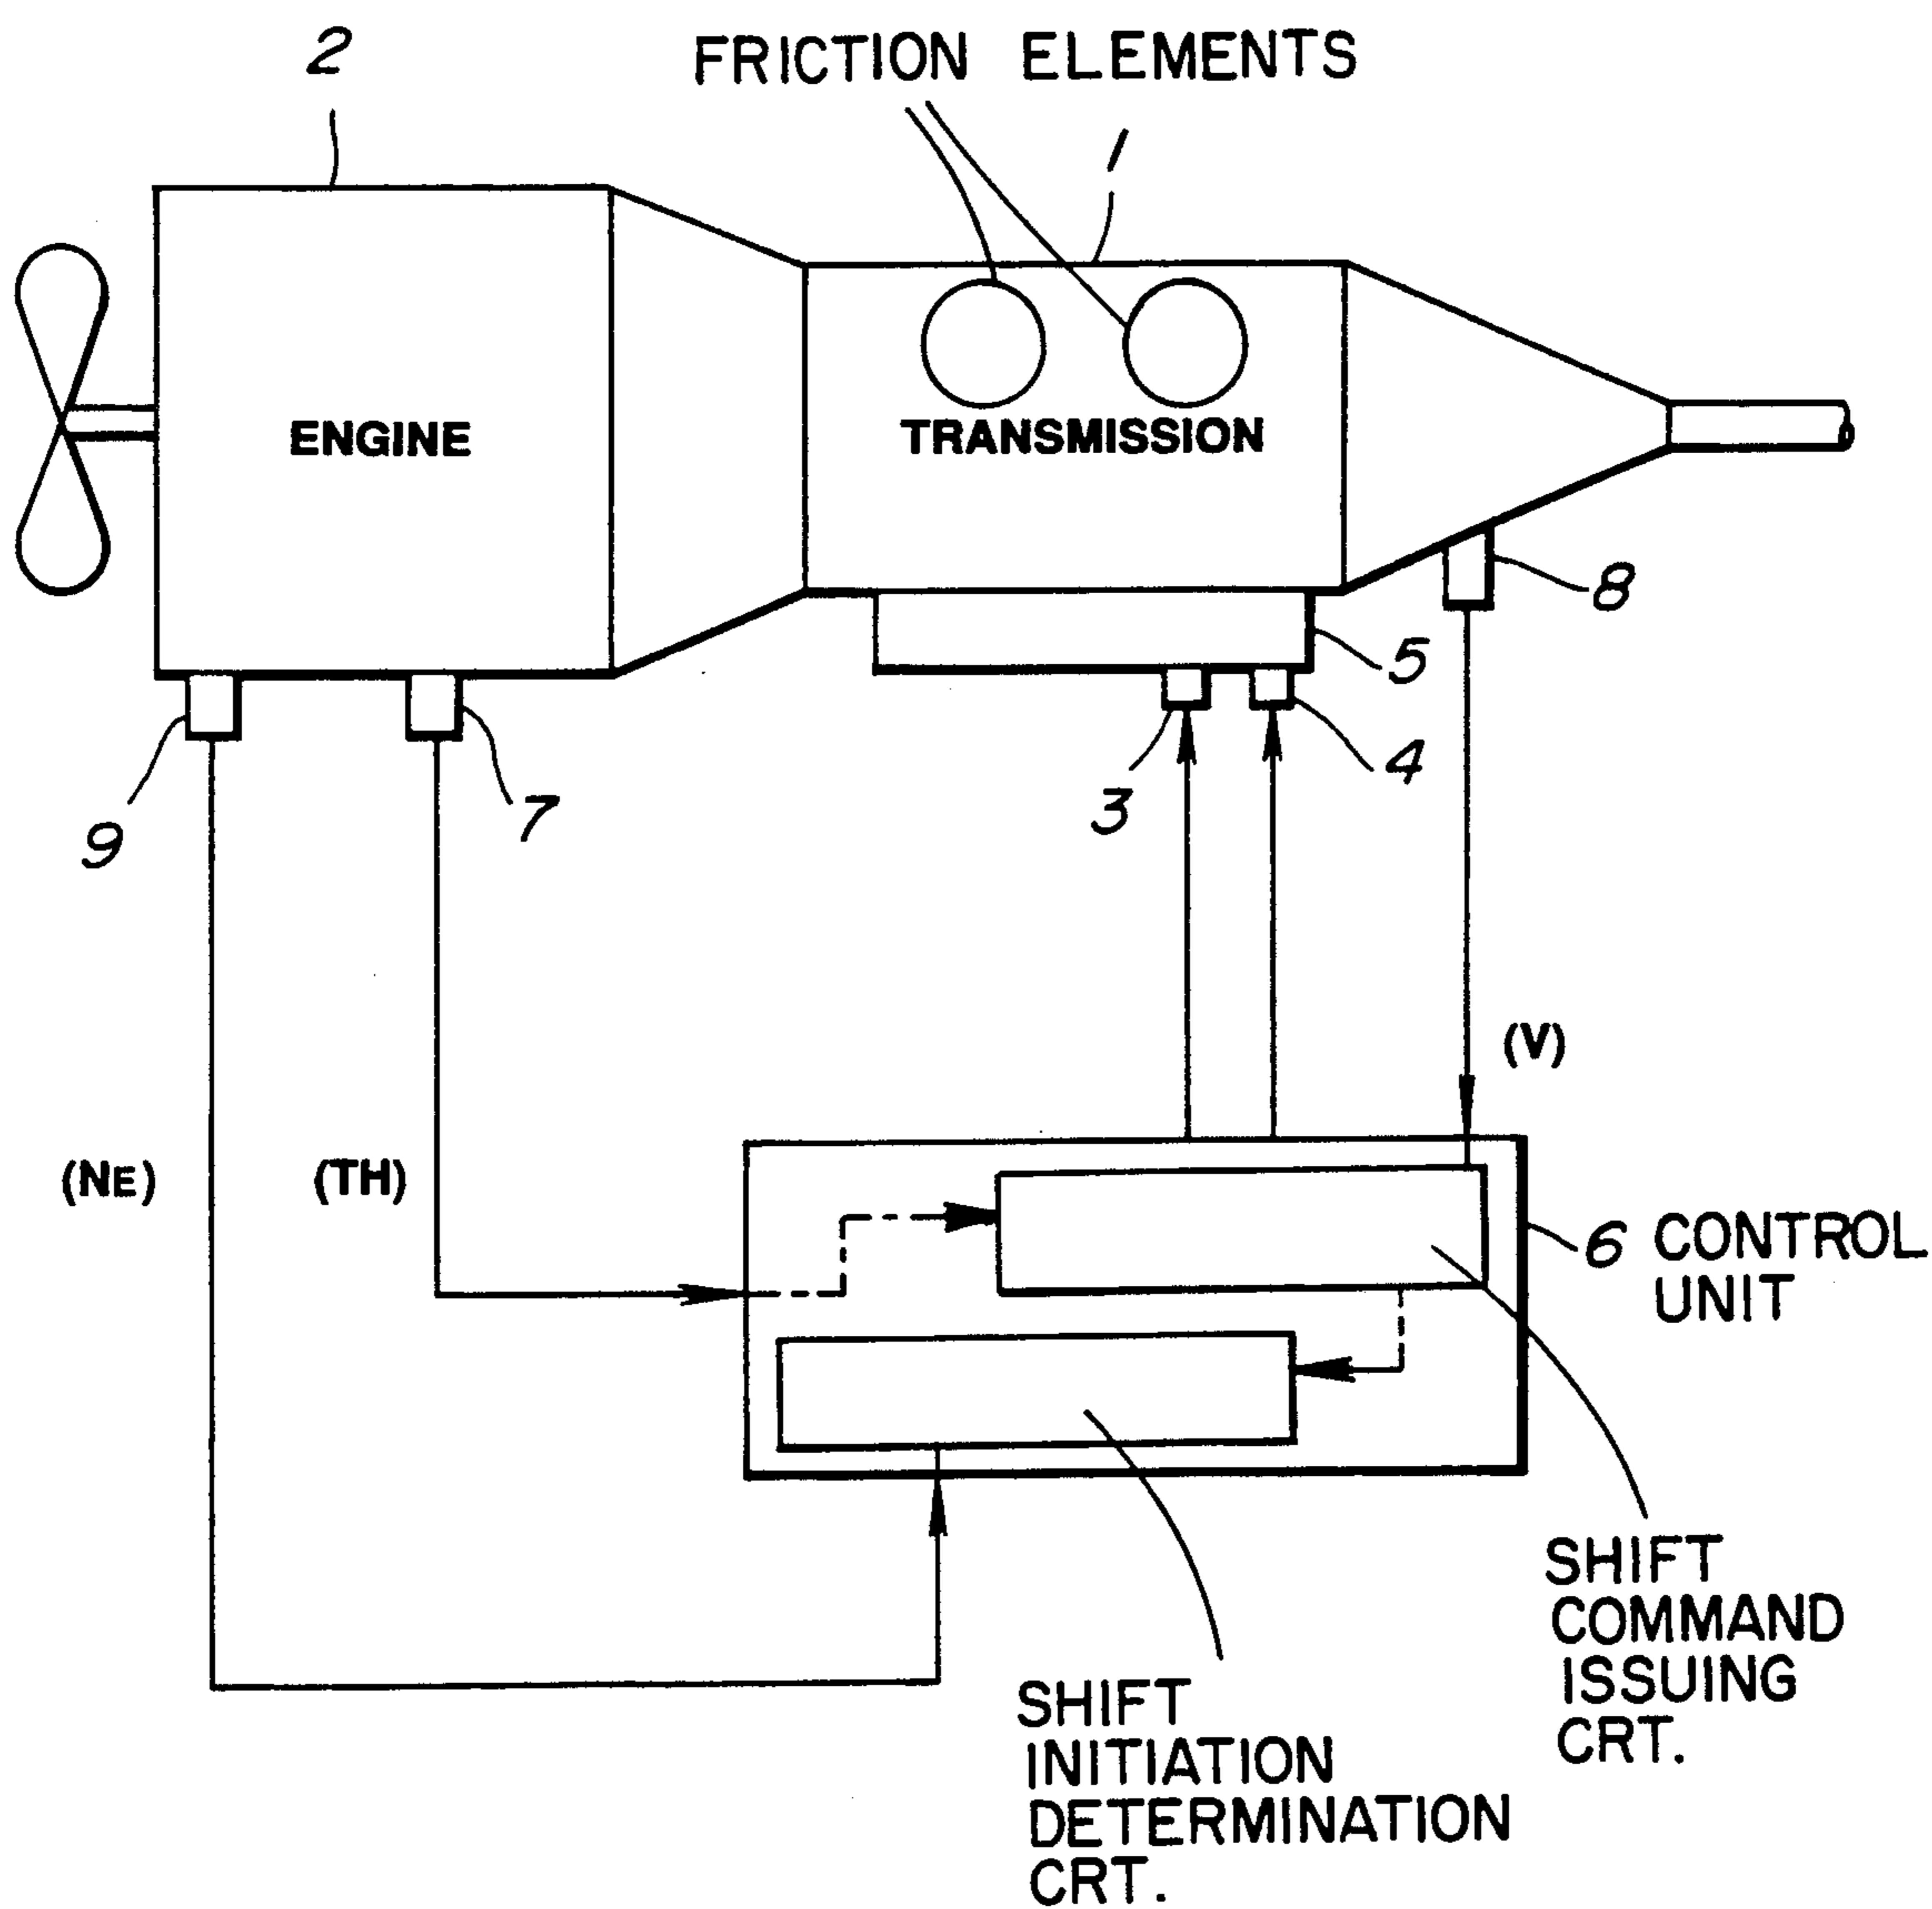 2
FRICTION ELEMENTS
1
ENGINE
TRANSMISSION
8
5
4
3
9
7
(V)
(NE)
(TH)
6 CONTROL
UNIT
SHIFT
COMMAND
ISSUING
CRT.
SHIFT
INITIATION
DETERMINATION
CRT.